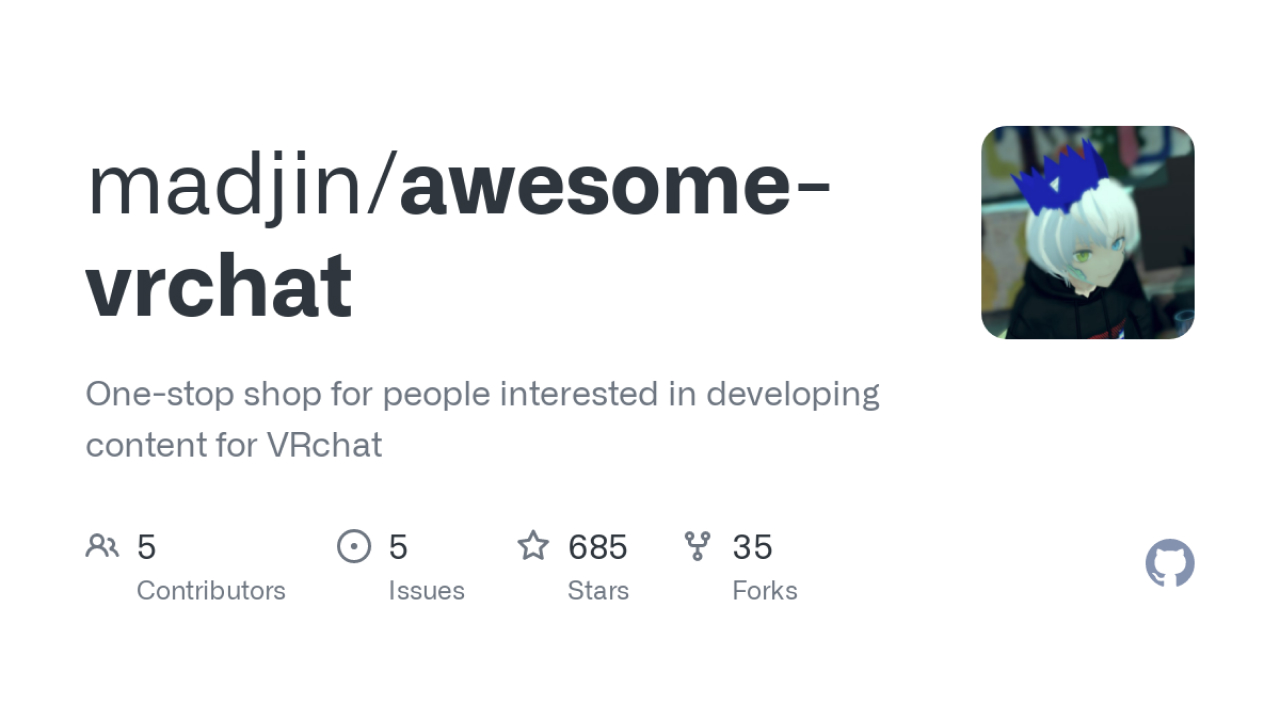 madjin/awesome-
vrchat
One-stop shop for people interested in developing
content for VRchat
5 5 685 35
Contributors Issues Stars Forks